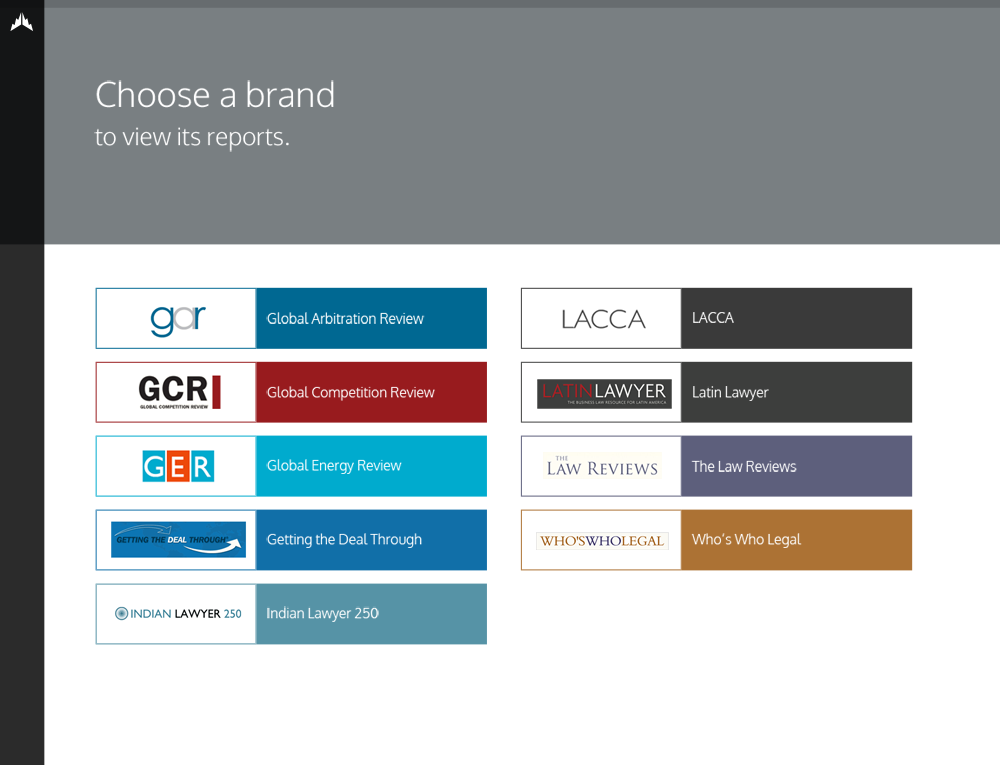 Choose a brand
to view its reports.
gar
Global Arbitration Review
GCR
GLOBAL COMPETITION REVIEW
Global Competition Review
GER
Global Energy Review
GETTING THE DEAL THROUGH
Getting the Deal Through
INDIAN LAWYER 250
Indian Lawyer 250
LACCA
LACCA
LATINLAWYER
THE BUSINESS LAW RESOURCE FOR LATIN AMERICA
Latin Lawyer
THE
LAW REVIEWS
The Law Reviews
WHO'SWHOLEGAL
Who's Who Legal